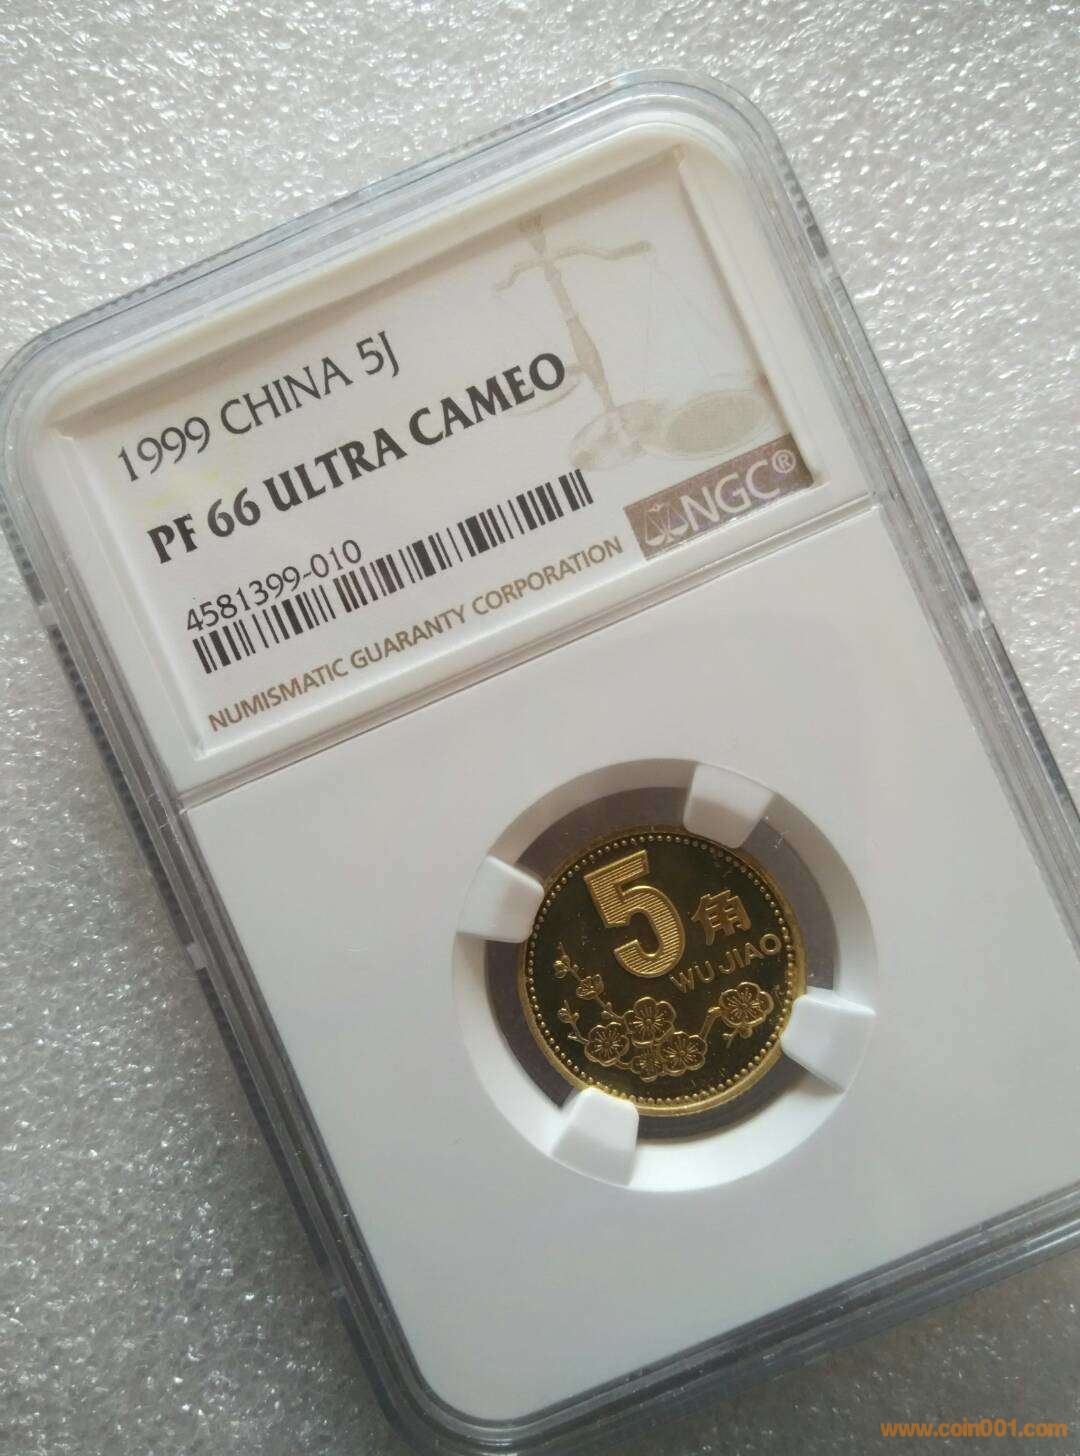 1999 CHINA 5J
PF 66 ULTRA CAMEO
4581399-010
NGC®
NUMISMATIC GUARANTY CORPORATION
5角
WU JIAO
www.coin001.com